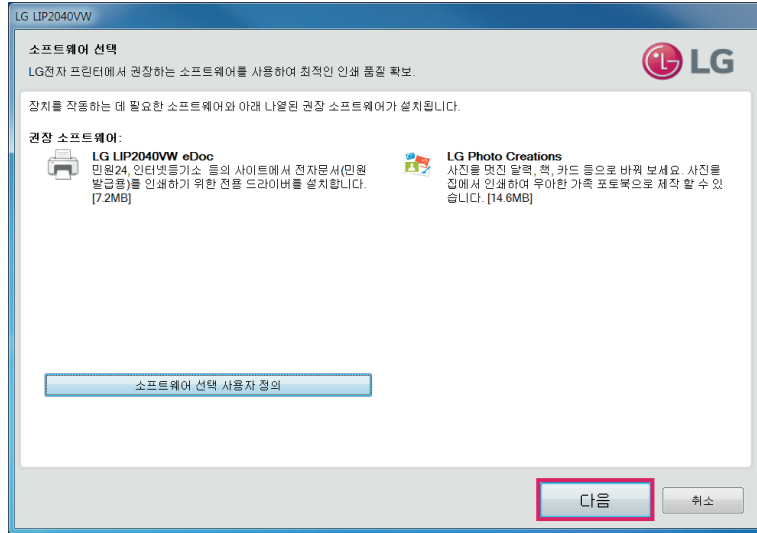 LG LIP2040VW
소프트웨어 선택
LG전자 프린터에서 권장하는 소프트웨어를 사용하여 최적인 인쇄 품질 확보.
LG
장치를 작동하는 데 필요한 소프트웨어와 아래 나열된 권장 소프트웨어가 설치됩니다.
권장 소프트웨어:
LG LIP2040VW eDoc
민원24, 인터넷등기소 등의 사이트에서 전자문서(민원
발급용)를 인쇄하기 위한 전용 드라이버를 설치합니다.
[7.2MB]
LG Photo Creations
사진을 멋진 달력, 책, 카드 등으로 바꿔 보세요. 사진을
집에서 인쇄하여 우아한 가족 포토북으로 제작 할 수 있
습니다. [14.6MB]
소프트웨어 선택 사용자 정의
다음
취소